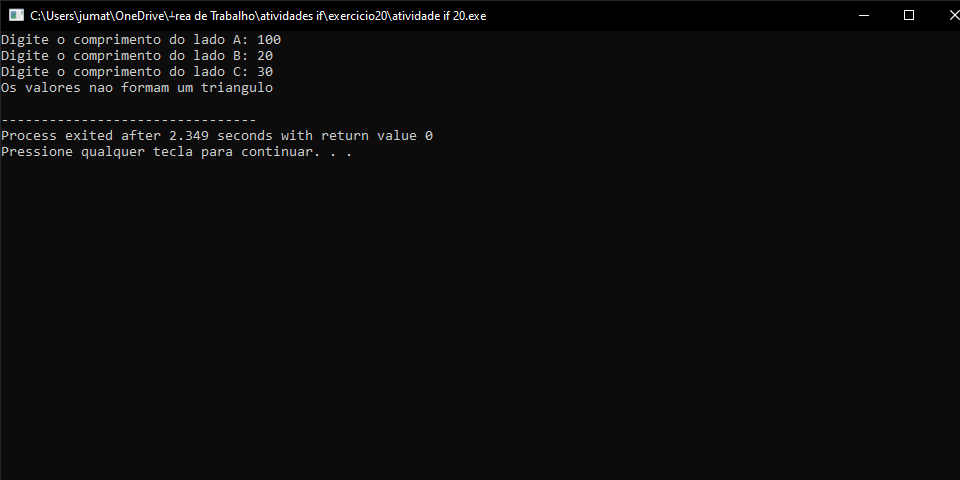 C:\Users\jumat\OneDrive\┴rea de Trabalho\atividades if\exercicio20\atividade if 20.exe
Digite o comprimento do lado A: 100
Digite o comprimento do lado B: 20
Digite o comprimento do lado C: 30
Os valores nao formam um triangulo
--------------------------------
Process exited after 2.349 seconds with return value 0
Pressione qualquer tecla para continuar. . .